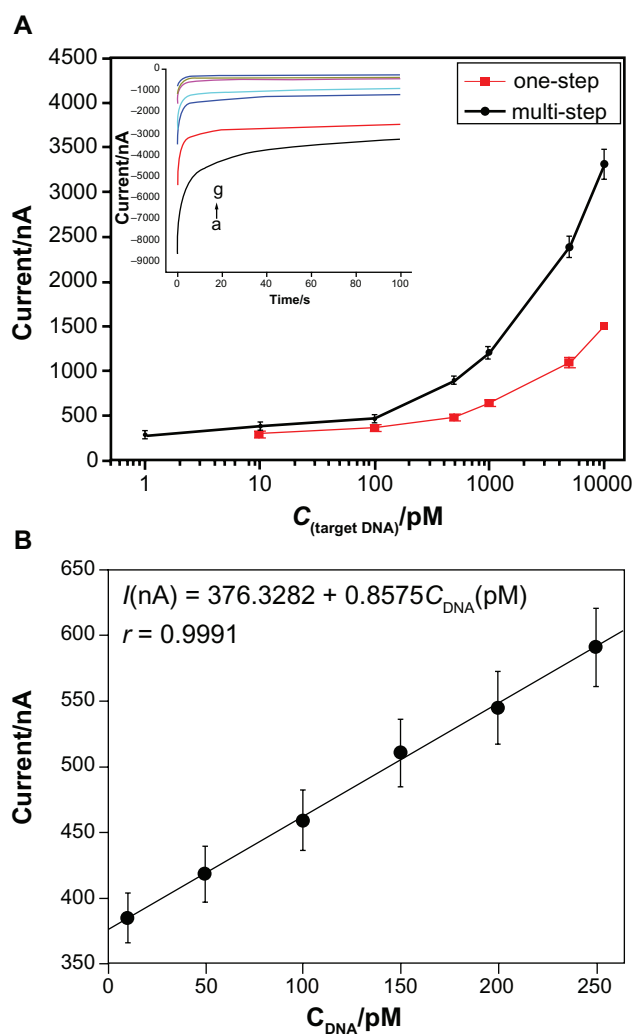 A
4500
4000
3500
3000
2500
2000
1500
1000
500
0
Current/nA
0
–1000
–2000
–3000
–4000
–5000
–6000
–7000
–8000
–9000
Current/nA
g
a
0 20 40 60 80 100
Time/s
one-step
multi-step
1 10 100 1000 10000
C(target DNA)/pM
B
650
600
550
500
450
400
350
Current/nA
I(nA) = 376.3282 + 0.8575CDNA(pM)
r = 0.9991
0 50 100 150 200 250
CDNA/pM